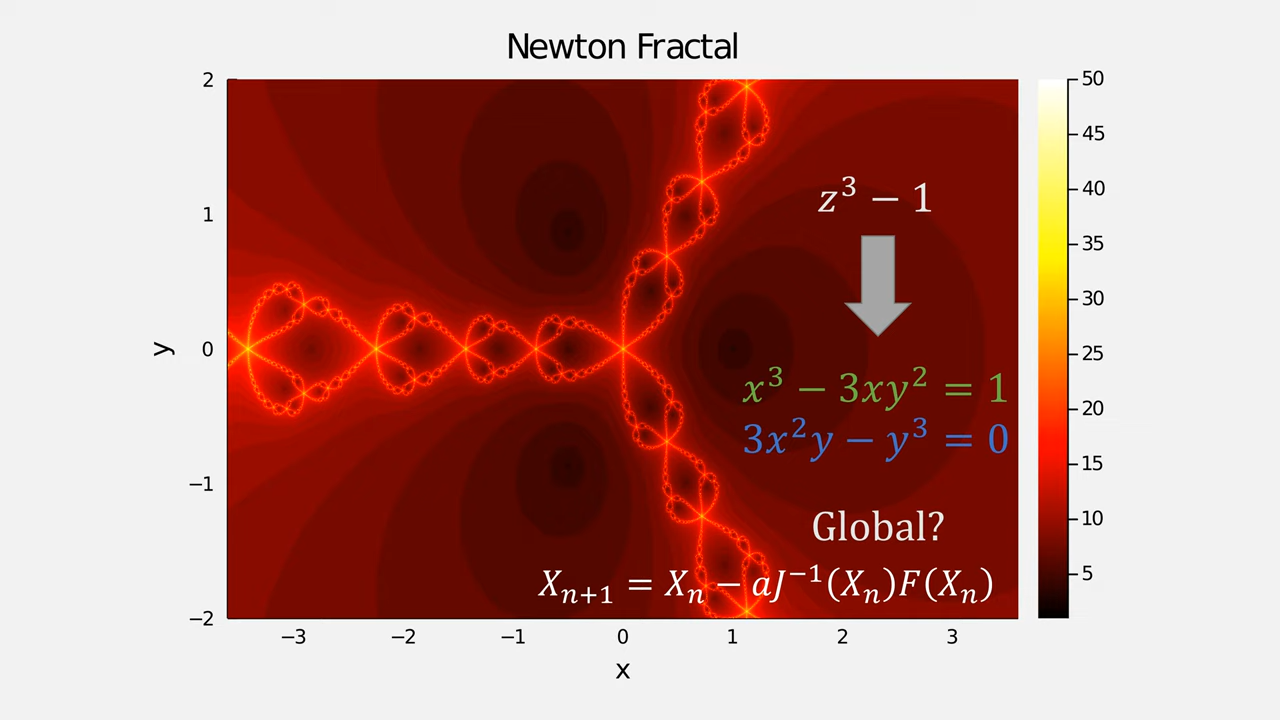 Newton Fractal
2
1
0
−1
−2
y
−3 −2 −1 0 1 2 3
x
z³ − 1
x³ − 3xy² = 1
3x²y − y³ = 0
Global?
Xₙ₊₁ = Xₙ − aJ⁻¹(Xₙ)F(Xₙ)
50
45
40
35
30
25
20
15
10
5